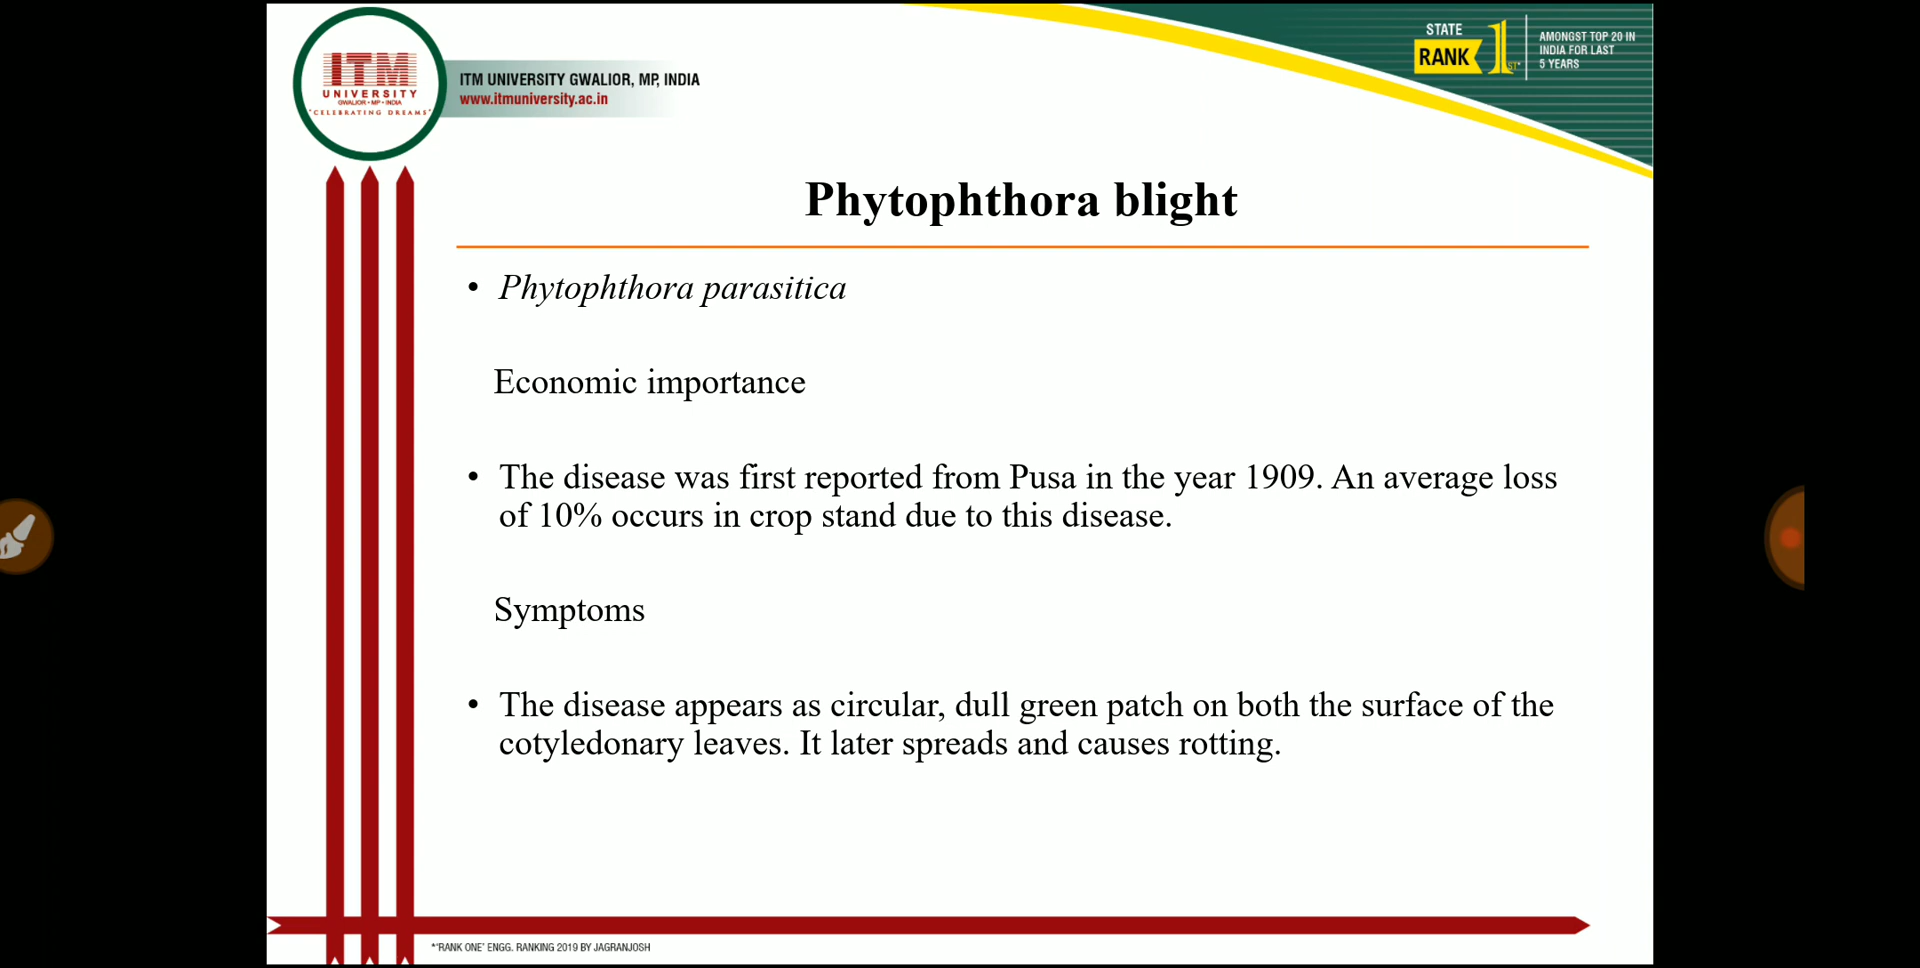 ITM
UNIVERSITY
GWALIOR • MP • INDIA
"CELEBRATING DREAMS"
ITM UNIVERSITY GWALIOR, MP, INDIA
www.itmuniversity.ac.in
STATE
RANK 1ST*
AMONGST TOP 20 IN
INDIA FOR LAST
5 YEARS
Phytophthora blight
• Phytophthora parasitica
Economic importance
• The disease was first reported from Pusa in the year 1909. An average loss
of 10% occurs in crop stand due to this disease.
Symptoms
• The disease appears as circular, dull green patch on both the surface of the
cotyledonary leaves. It later spreads and causes rotting.
*"RANK ONE" ENGG. RANKING 2019 BY JAGRANJOSH